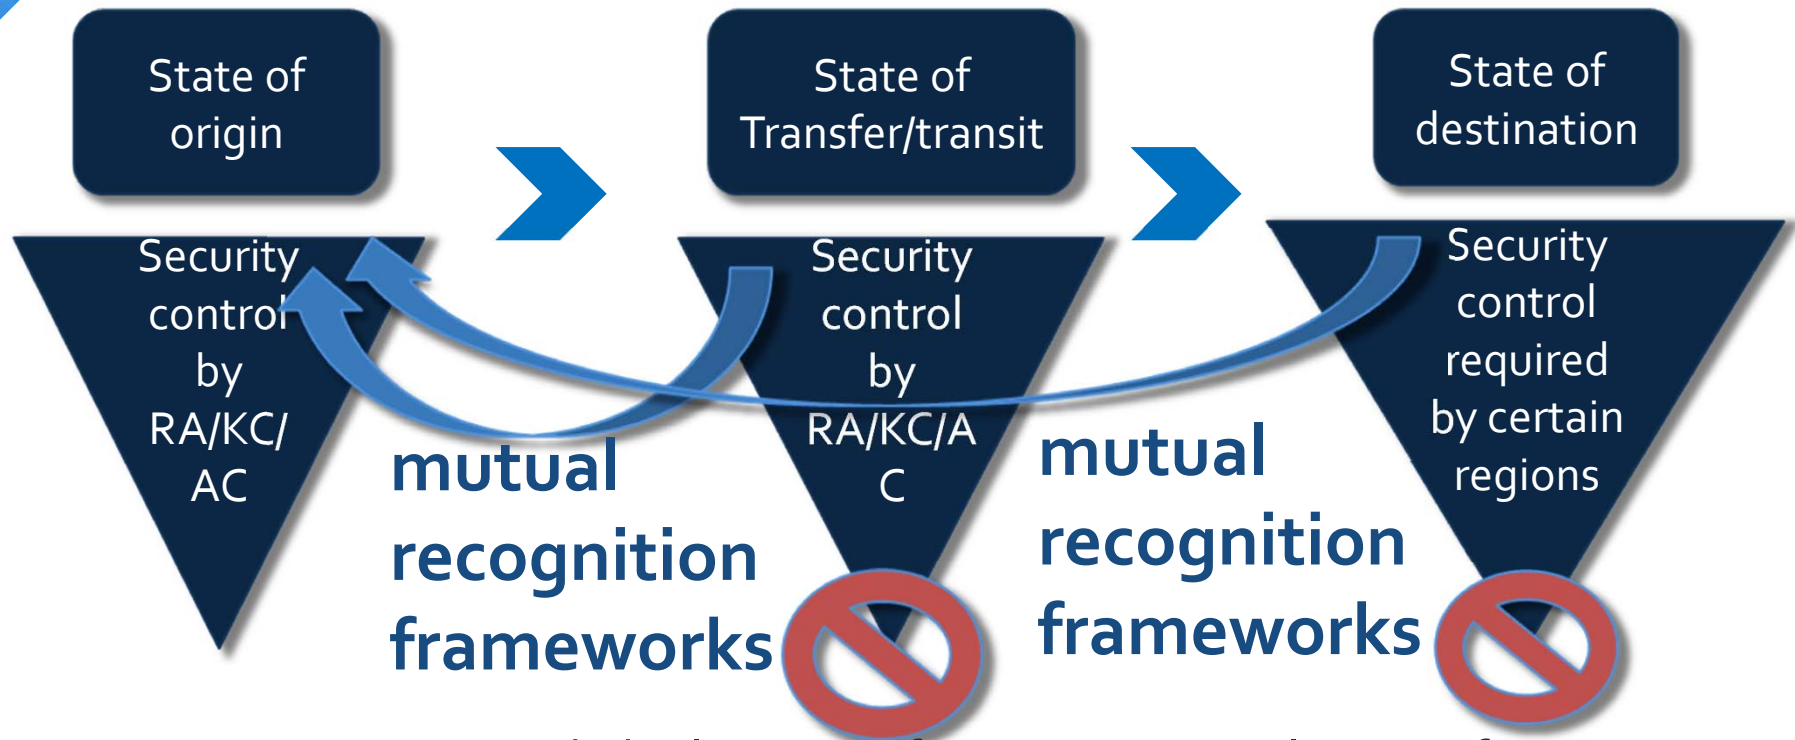 State of
origin
State of
Transfer/transit
State of
destination
Security
control
by
RA/KC/
AC
Security
control
by
RA/KC/A
C
Security
control
required
by certain
regions
mutual
recognition
frameworks
mutual
recognition
frameworks